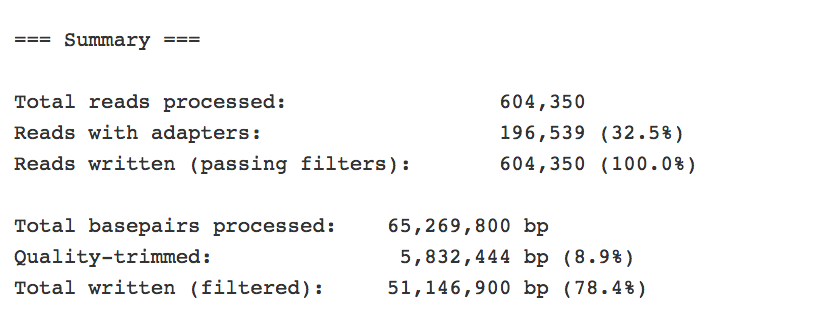 === Summary ===
Total reads processed: 604,350
Reads with adapters: 196,539 (32.5%)
Reads written (passing filters): 604,350 (100.0%)
Total basepairs processed: 65,269,800 bp
Quality-trimmed: 5,832,444 bp (8.9%)
Total written (filtered): 51,146,900 bp (78.4%)